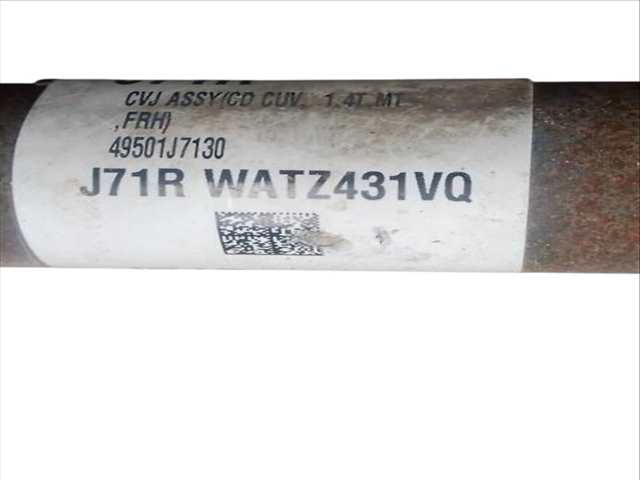 CVJ ASSY(CD CUV, 1.4T MT
,FRH)
49501J7130
J71R WATZ431VQ